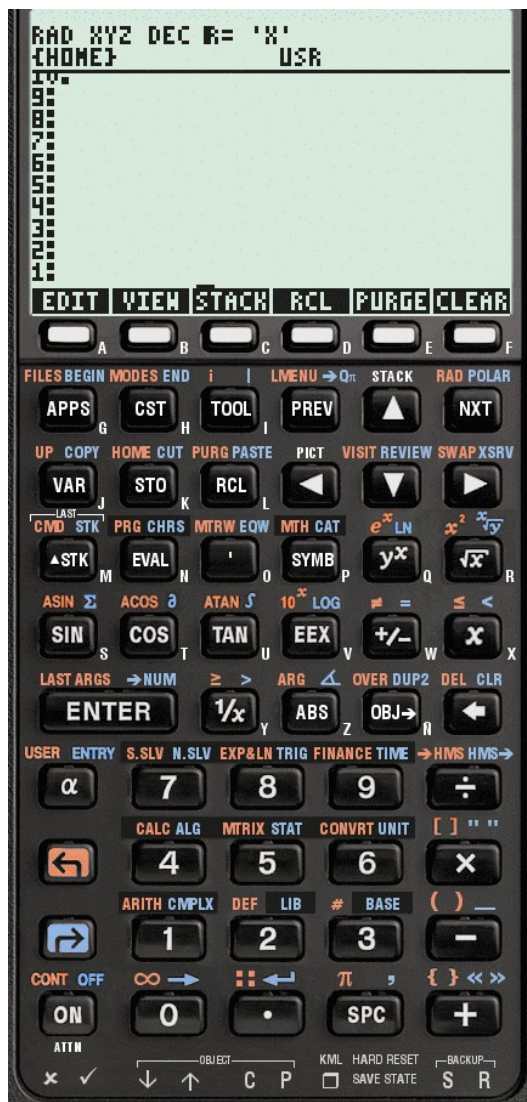 RAD XYZ DEC R= 'X'
{HOME} USR
10:
9:
8:
7:
6:
5:
4:
3:
2:
1:
EDIT VIEW STACK RCL PURGE CLEAR
A B C D E F
FILES BEGIN MODES END i | LMENU →Qπ STACK RAD POLAR
APPS G CST H TOOL I PREV ▲ NXT
UP COPY HOME CUT PURG PASTE PICT VISIT REVIEW SWAP XSRV
VAR J STO K RCL L ◀ ▼ ▶
LAST
CMD STK PRG CHRS MTRW EQW MTH CAT eˣ LN x² ˣ√y
▲STK M EVAL N ' O SYMB P yˣ Q √x R
ASIN Σ ACOS ∂ ATAN ∫ 10ˣ LOG ≠ = ≤ <
SIN S COS T TAN U EEX V +/− W x X
LAST ARGS →NUM ≥ > ARG ∡ OVER DUP2 DEL CLR
ENTER 1/x Y ABS Z OBJ→ Ñ ←
USER ENTRY S.SLV N.SLV EXP&LN TRIG FINANCE TIME →HMS HMS→
α 7 8 9 ÷
CALC ALG MTRIX STAT CONVRT UNIT [ ] " "
4 5 6 ×
ARITH CMPLX DEF LIB # BASE ( ) _
1 2 3 −
CONT OFF ∞ → :: ↵ π , { } « »
ON 0 . SPC +
ATTN
OBJECT KML HARD RESET BACKUP
× ✓ ↓ ↑ C P SAVE STATE S R